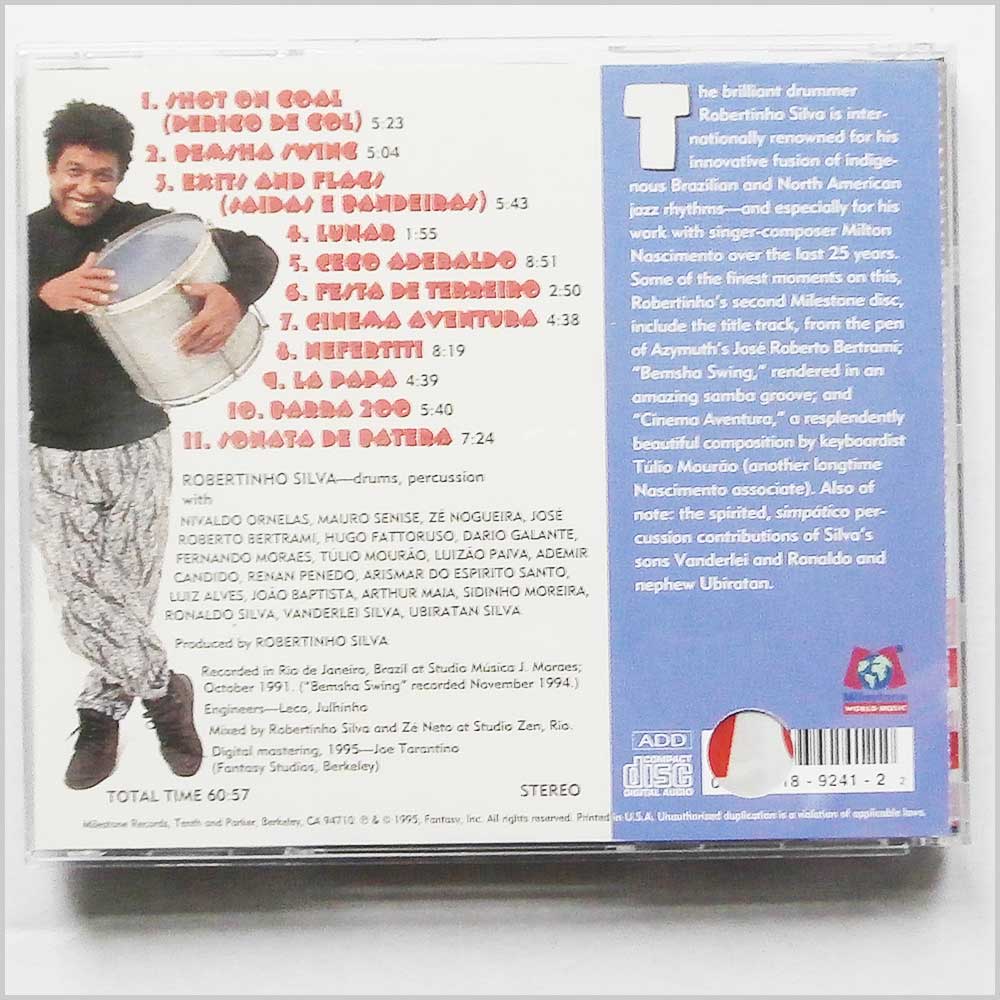 1. SHOT ON GOAL
(PERIGO DE GOL) 5:23
2. BEMSHA SWING 5:04
3. EXITS AND FLAGS
(SAIDAS E BANDEIRAS) 5:43
4. LUNAR 1:55
5. CEGO ADERALDO 8:51
6. FESTA DE TERREIRO 2:50
7. CINEMA AVENTURA 4:38
8. NEFERTITI 8:19
9. LA PAPA 4:39
10. BARRA 200 5:40
11. SONATA DE BATERA 7:24
ROBERTINHO SILVA—drums, percussion
with
NIVALDO ORNELAS, MAURO SENISE, ZÉ NOGUEIRA, JOSÉ
ROBERTO BERTRAMI, HUGO FATTORUSO, DARIO GALANTE,
FERNANDO MORAES, TÚLIO MOURÃO, LUIZÃO PAIVA, ADEMIR
CANDIDO, RENAN PENEDO, ARISMAR DO ESPIRITO SANTO,
LUIZ ALVES, JOÃO BAPTISTA, ARTHUR MAIA, SIDINHO MOREIRA,
RONALDO SILVA, VANDERLEI SILVA, UBIRATAN SILVA
Produced by ROBERTINHO SILVA
Recorded in Rio de Janeiro, Brazil at Studio Música J. Moraes;
October 1991. ("Bemsha Swing" recorded November 1994.)
Engineers—Leco, Julhinho
Mixed by Robertinho Silva and Zé Neto at Studio Zen, Rio.
Digital mastering, 1995—Joe Tarantino
(Fantasy Studios, Berkeley)
TOTAL TIME 60:57 STEREO
Milestone Records, Tenth and Parker, Berkeley, CA 94710. ℗ & © 1995, Fantasy, Inc. All rights reserved. Printed in U.S.A. Unauthorized duplication is a violation of applicable laws.
The brilliant drummer
Robertinho Silva is inter-
nationally renowned for his
innovative fusion of indige-
nous Brazilian and North American
jazz rhythms—and especially for his
work with singer-composer Milton
Nascimento over the last 25 years.
Some of the finest moments on this,
Robertinho's second Milestone disc,
include the title track, from the pen
of Azymuth's José Roberto Bertrami;
"Bemsha Swing," rendered in an
amazing samba groove; and
"Cinema Aventura," a resplendently
beautiful composition by keyboardist
Túlio Mourão (another longtime
Nascimento associate). Also of
note: the spirited, simpático per-
cussion contributions of Silva's
sons Vanderlei and Ronaldo and
nephew Ubiratan.
Milestone
WORLD MUSIC
ADD
COMPACT
disc
DIGITAL AUDIO
0 18-9241-2 2